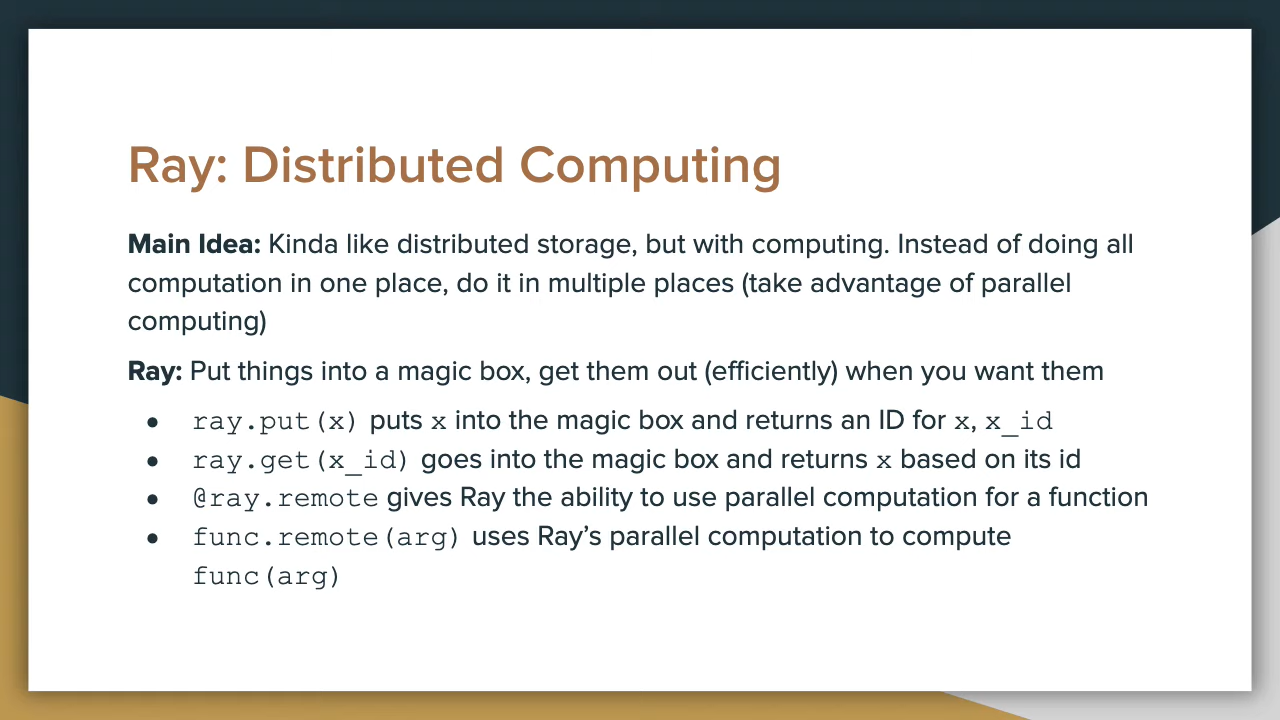 Ray: Distributed Computing
Main Idea: Kinda like distributed storage, but with computing. Instead of doing all
computation in one place, do it in multiple places (take advantage of parallel
computing)
Ray: Put things into a magic box, get them out (efficiently) when you want them
● ray.put(x) puts x into the magic box and returns an ID for x, x_id
● ray.get(x_id) goes into the magic box and returns x based on its id
● @ray.remote gives Ray the ability to use parallel computation for a function
● func.remote(arg) uses Ray’s parallel computation to compute
func(arg)